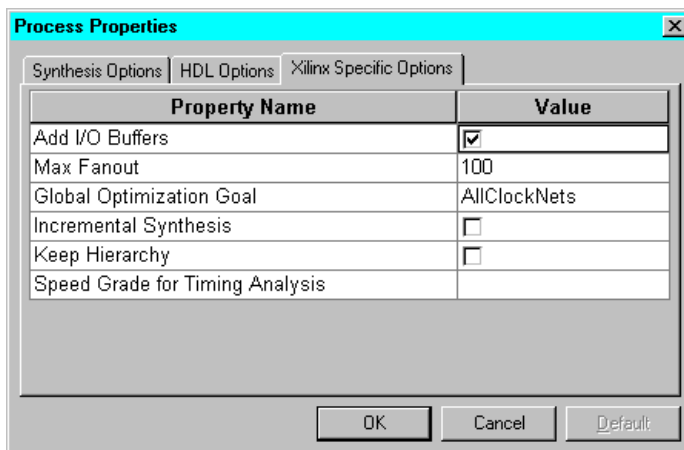 Process Properties
Synthesis Options HDL Options Xilinx Specific Options
Property Name Value
Add I/O Buffers
Max Fanout 100
Global Optimization Goal AllClockNets
Incremental Synthesis
Keep Hierarchy
Speed Grade for Timing Analysis
OK Cancel Default